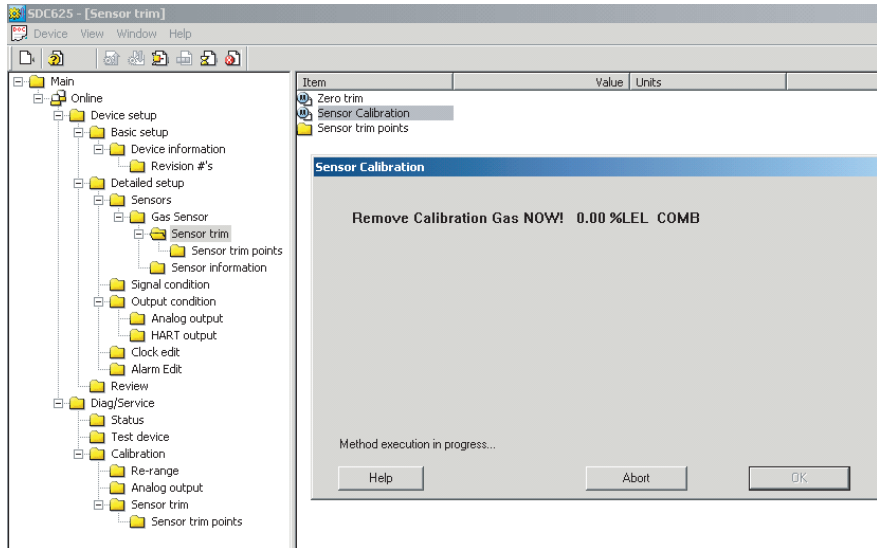 SDC625 - [Sensor trim]
Device View Window Help
Main
Online
Device setup
Basic setup
Device information
Revision #'s
Detailed setup
Sensors
Gas Sensor
Sensor trim
Sensor trim points
Sensor information
Signal condition
Output condition
Analog output
HART output
Clock edit
Alarm Edit
Review
Diag/Service
Status
Test device
Calibration
Re-range
Analog output
Sensor trim
Sensor trim points
Item Value Units
Zero trim
Sensor Calibration
Sensor trim points
Sensor Calibration
Remove Calibration Gas NOW! 0.00 %LEL COMB
Method execution in progress...
Help Abort OK